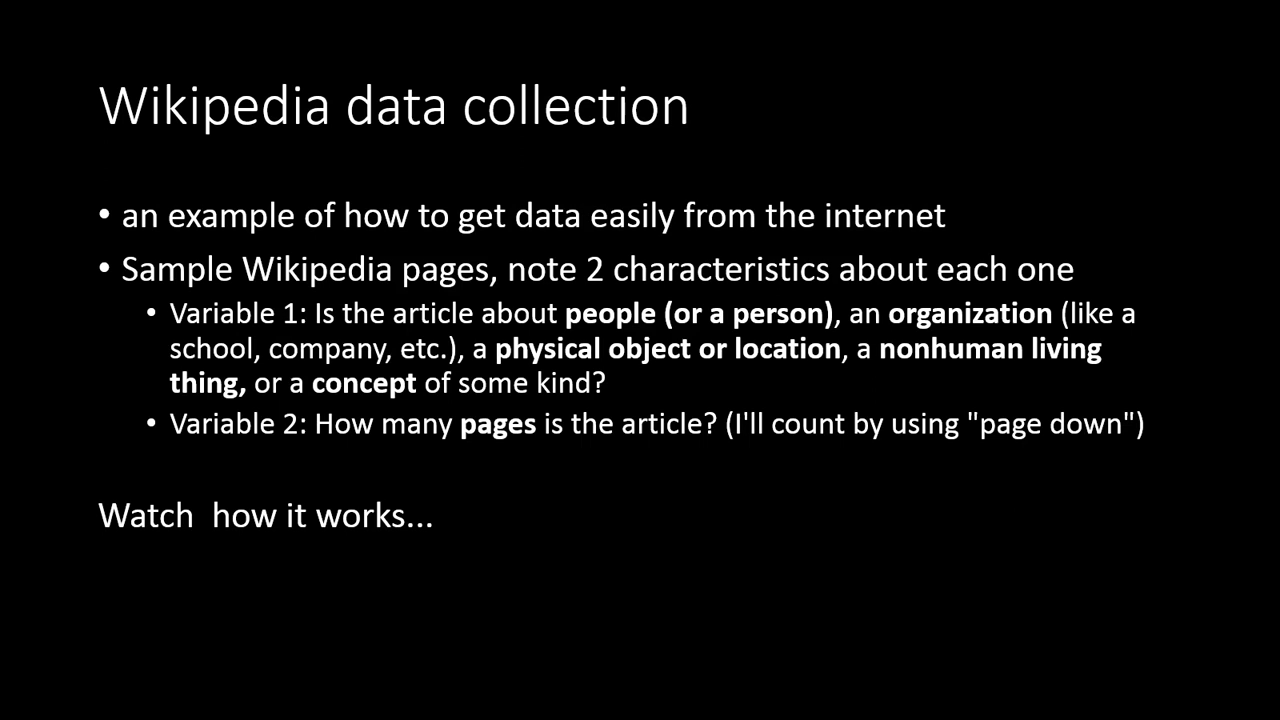 Wikipedia data collection
• an example of how to get data easily from the internet
• Sample Wikipedia pages, note 2 characteristics about each one
• Variable 1: Is the article about people (or a person), an organization (like a
school, company, etc.), a physical object or location, a nonhuman living
thing, or a concept of some kind?
• Variable 2: How many pages is the article? (I'll count by using "page down")
Watch  how it works...